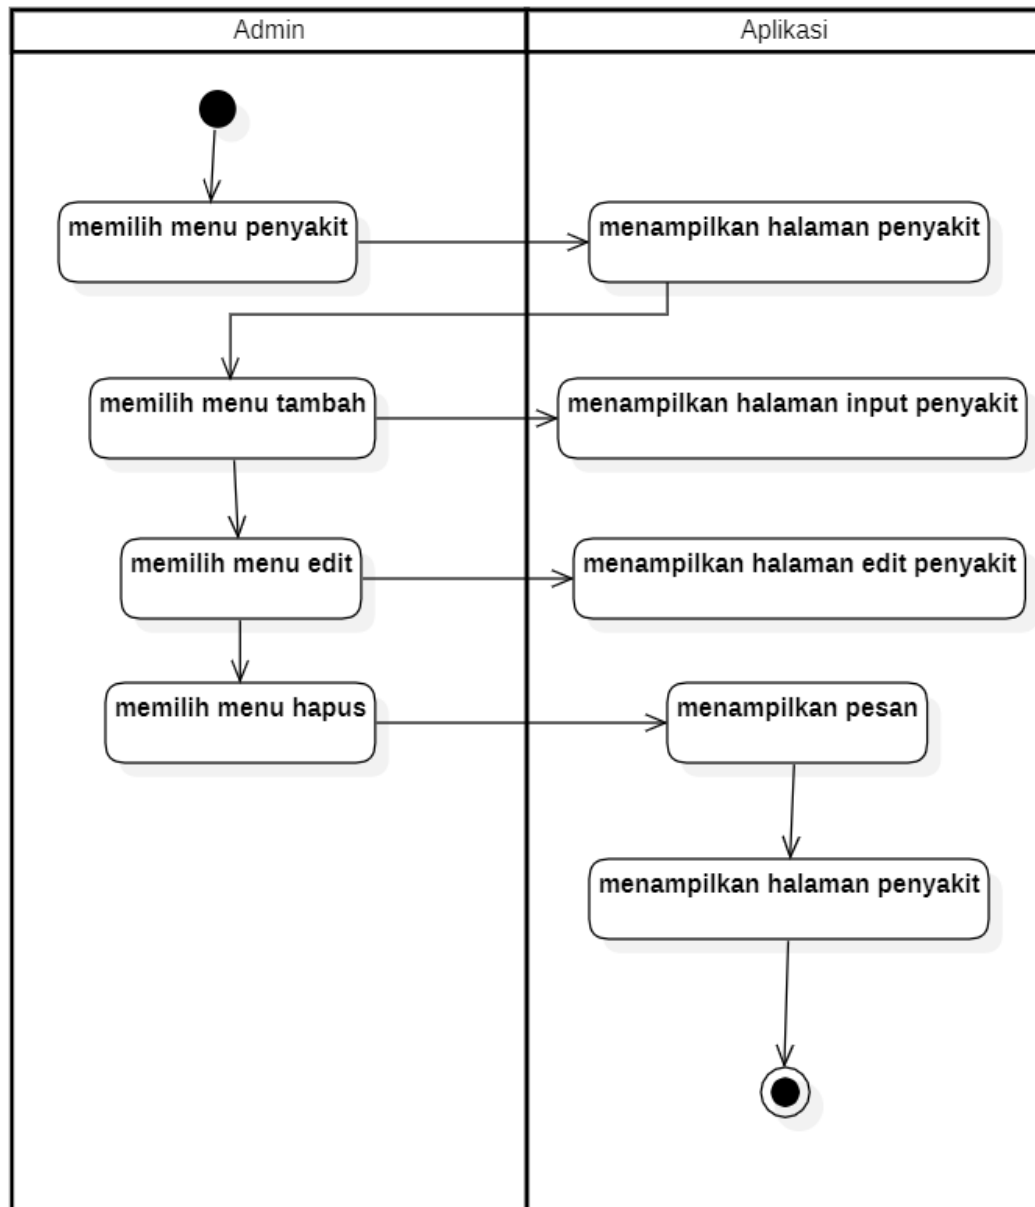 Admin
Aplikasi
memilih menu penyakit
menampilkan halaman penyakit
memilih menu tambah
menampilkan halaman input penyakit
memilih menu edit
menampilkan halaman edit penyakit
memilih menu hapus
menampilkan pesan
menampilkan halaman penyakit